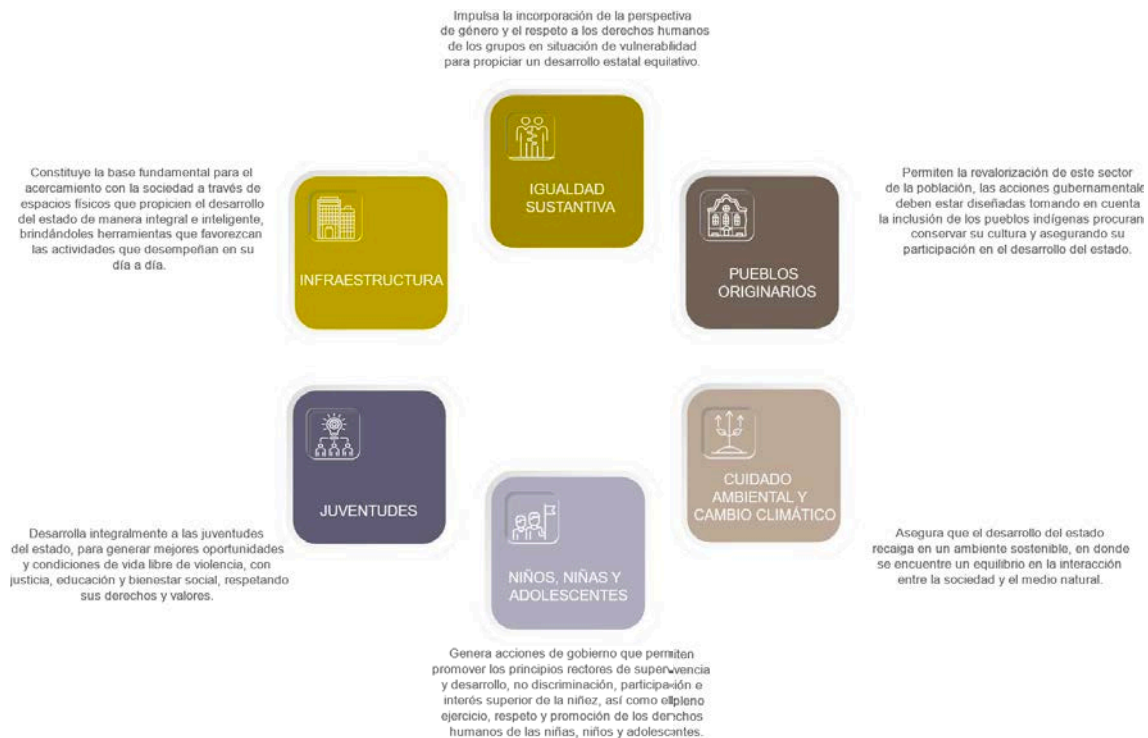 Impulsa la incorporación de la perspectiva
de género y el respeto a los derechos humanos
de los grupos en situación de vulnerabilidad
para propiciar un desarrollo estatal equitativo.
IGUALDAD
SUSTANTIVA
Constituye la base fundamental para el
acercamiento con la sociedad a través de
espacios físicos que propicien el desarrollo
del estado de manera integral e inteligente,
brindándoles herramientas que favorezcan
las actividades que desempeñan en su
día a día.
INFRAESTRUCTURA
Permiten la revalorización de este sector
de la población, las acciones gubernamentale
deben estar diseñadas tomando en cuenta
la inclusión de los pueblos indígenas procuran
conservar su cultura y asegurando su
participación en el desarrollo del estado.
PUEBLOS
ORIGINARIOS
JUVENTUDES
Desarrolla integralmente a las juventudes
del estado, para generar mejores oportunidades
y condiciones de vida libre de violencia, con
justicia, educación y bienestar social, respetando
sus derechos y valores.
CUIDADO
AMBIENTAL Y
CAMBIO CLIMÁTICO
Asegura que el desarrollo del estado
recaiga en un ambiente sostenible, en donde
se encuentre un equilibrio en la interacción
entre la sociedad y el medio natural.
NIÑOS, NIÑAS Y
ADOLESCENTES
Genera acciones de gobierno que permiten
promover los principios rectores de supervivencia
y desarrollo, no discriminación, participación e
interés superior de la niñez, así como el pleno
ejercicio, respeto y promoción de los derechos
humanos de las niñas, niños y adolescentes.